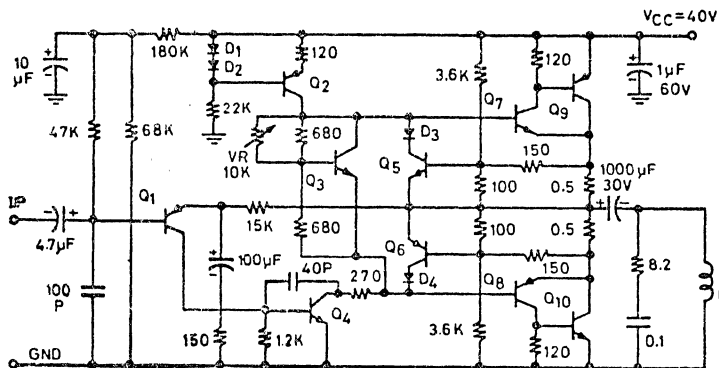 VCC=40V
180K
D1
D2
120
10
µF
Q2
3.6K
Q7
120
Q9
1µF
60V
22K
47K
68K
VR
10K
680
D3
Q5
150
1000µF
30V
I/P
Q1
Q3
100
0.5
4.7µF
15K
680
100
0.5
Q6
8.2
100
P
100µF
40P
270
D4
150
Q8
Q10
Q4
3.6K
150
1.2K
120
0.1
GND